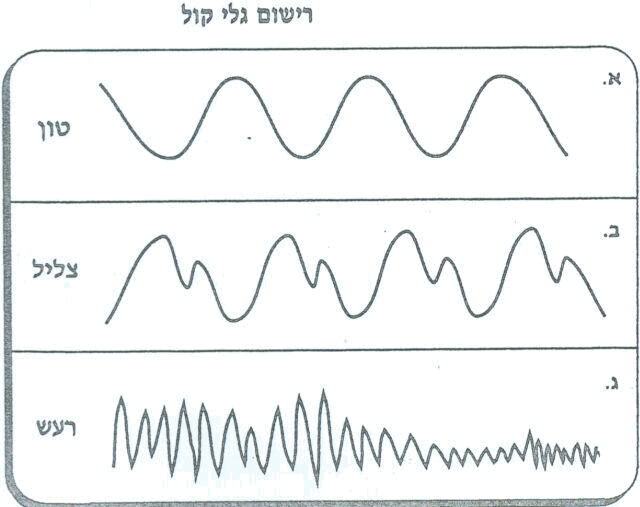 רישום גלי קול
א.
טון
ב.
צליל
ג.
רעש